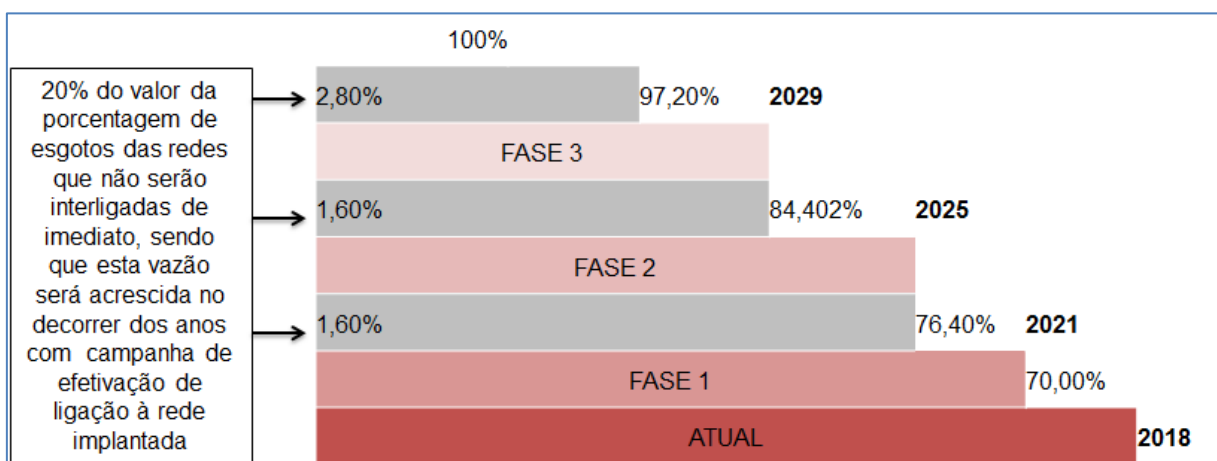 100%
20% do valor da
porcentagem de
esgotos das redes
que não serão
interligadas de
imediato, sendo
que esta vazão
será acrescida no
decorrer dos anos
com campanha de
efetivação de
ligação à rede
implantada
2,80% 97,20% 2029
FASE 3
1,60% 84,402% 2025
FASE 2
1,60% 76,40% 2021
FASE 1 70,00%
ATUAL 2018